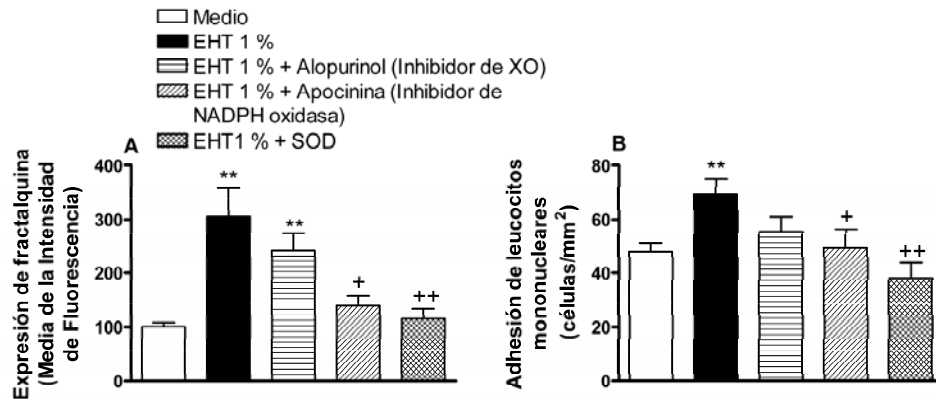 Medio
EHT 1 %
EHT 1 % + Alopurinol (Inhibidor de XO)
EHT 1 % + Apocinina (Inhibidor de
NADPH oxidasa)
EHT1 % + SOD
A
Expresión de fractalquina
(Media de la Intensidad
de Fluorescencia)
400
300
200
100
0
**
**
+
++
B
Adhesión de leucocitos
mononucleares
(células/mm²)
80
60
40
20
0
**
+
++